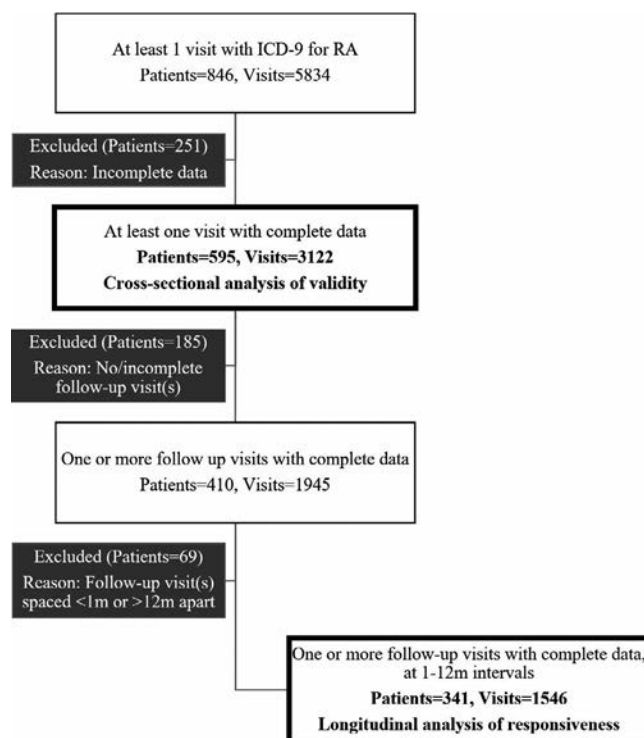 At least 1 visit with ICD-9 for RA
Patients=846, Visits=5834
Excluded (Patients=251)
Reason: Incomplete data
At least one visit with complete data
Patients=595, Visits=3122
Cross-sectional analysis of validity
Excluded (Patients=185)
Reason: No/incomplete
follow-up visit(s)
One or more follow up visits with complete data
Patients=410, Visits=1945
Excluded (Patients=69)
Reason: Follow-up visit(s)
spaced <1m or >12m apart
One or more follow-up visits with complete data,
at 1-12m intervals
Patients=341, Visits=1546
Longitudinal analysis of responsiveness